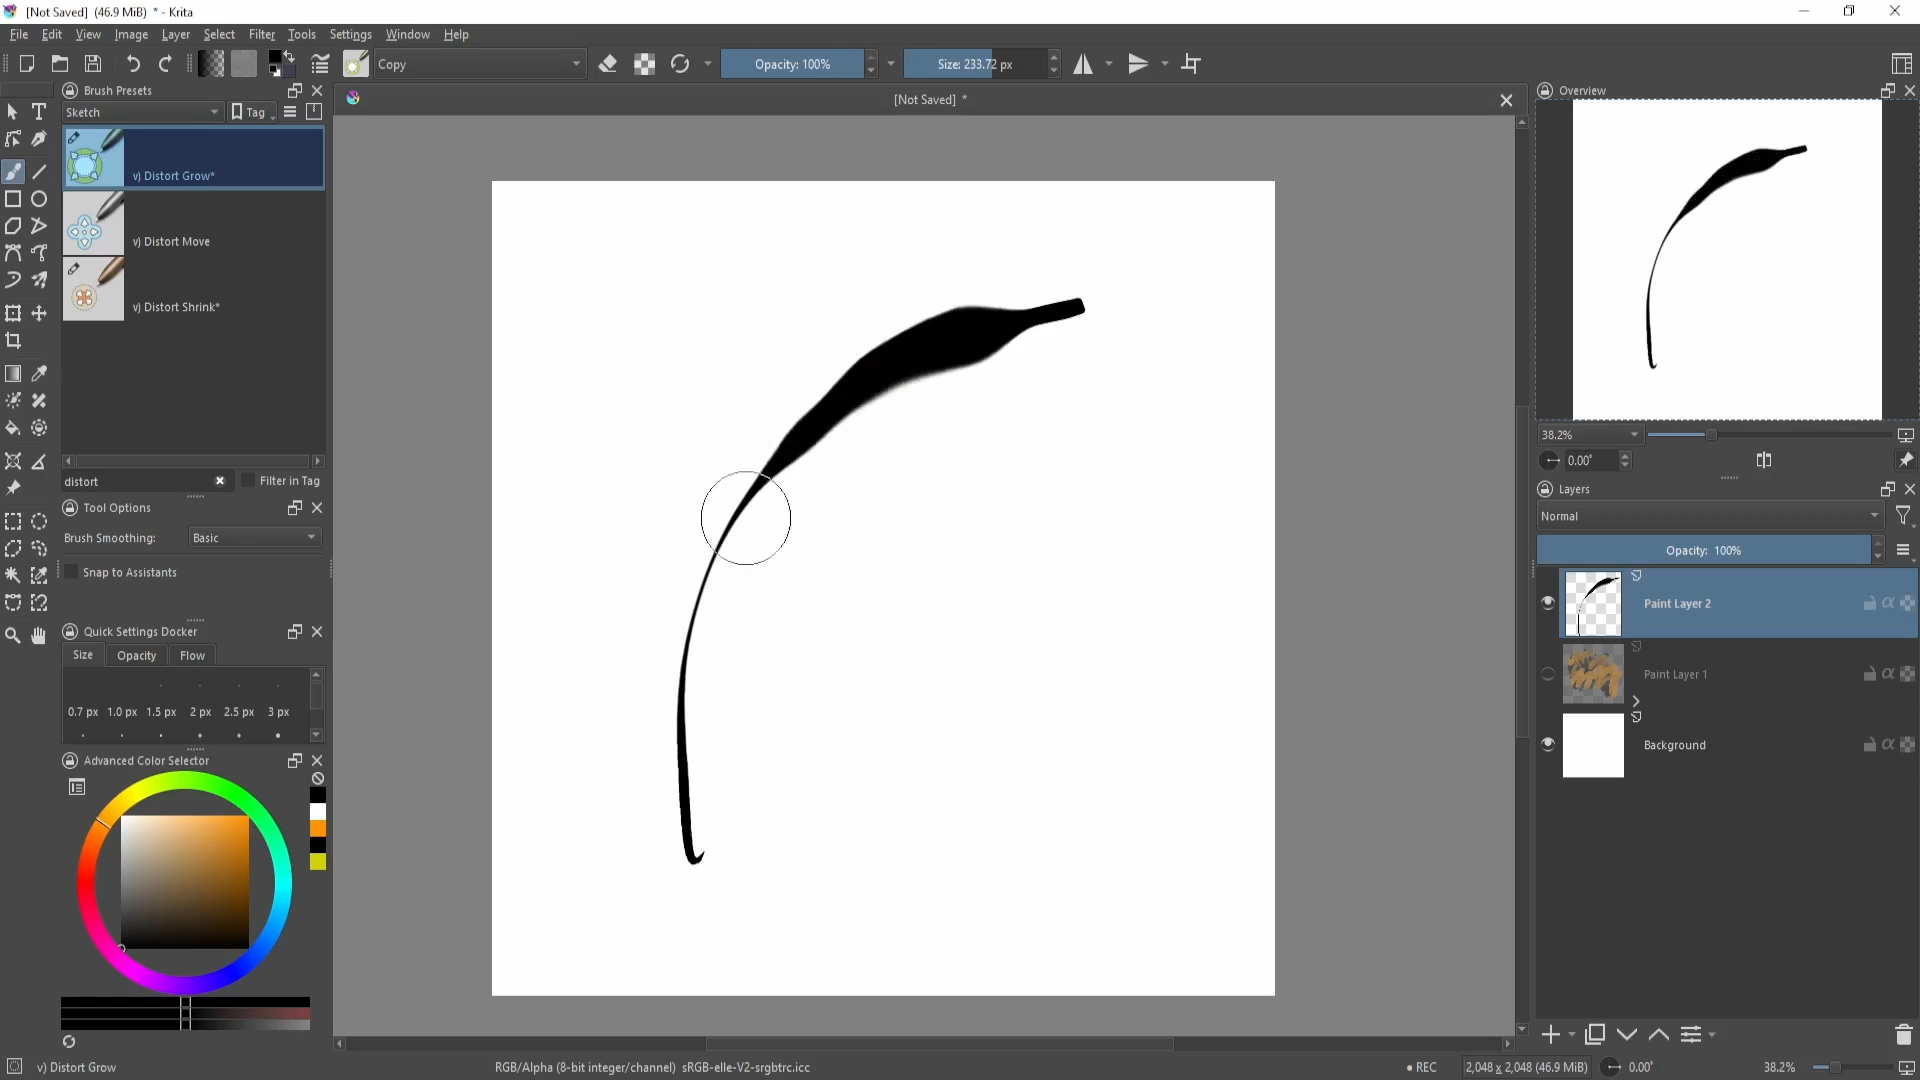 [Not Saved]  (46.9 MiB)  * - Krita
File Edit View Image Layer Select Filter Tools Settings Window Help
Copy Opacity: 100% Size: 233.72 px
Brush Presets
Sketch Tag
v) Distort Grow*
v) Distort Move
v) Distort Shrink*
distort Filter in Tag
Tool Options
Brush Smoothing: Basic
Snap to Assistants
Quick Settings Docker
Size Opacity Flow
0.7 px 1.0 px 1.5 px 2 px 2.5 px 3 px
Advanced Color Selector
[Not Saved]  *
Overview
38.2%
0.00°
Layers
Normal
Opacity:  100%
Paint Layer 2
Paint Layer 1
Background
v) Distort Grow RGB/Alpha (8-bit integer/channel)  sRGB-elle-V2-srgbtrc.icc REC 2,048 x 2,048 (46.9 MiB) 0.00° 38.2%